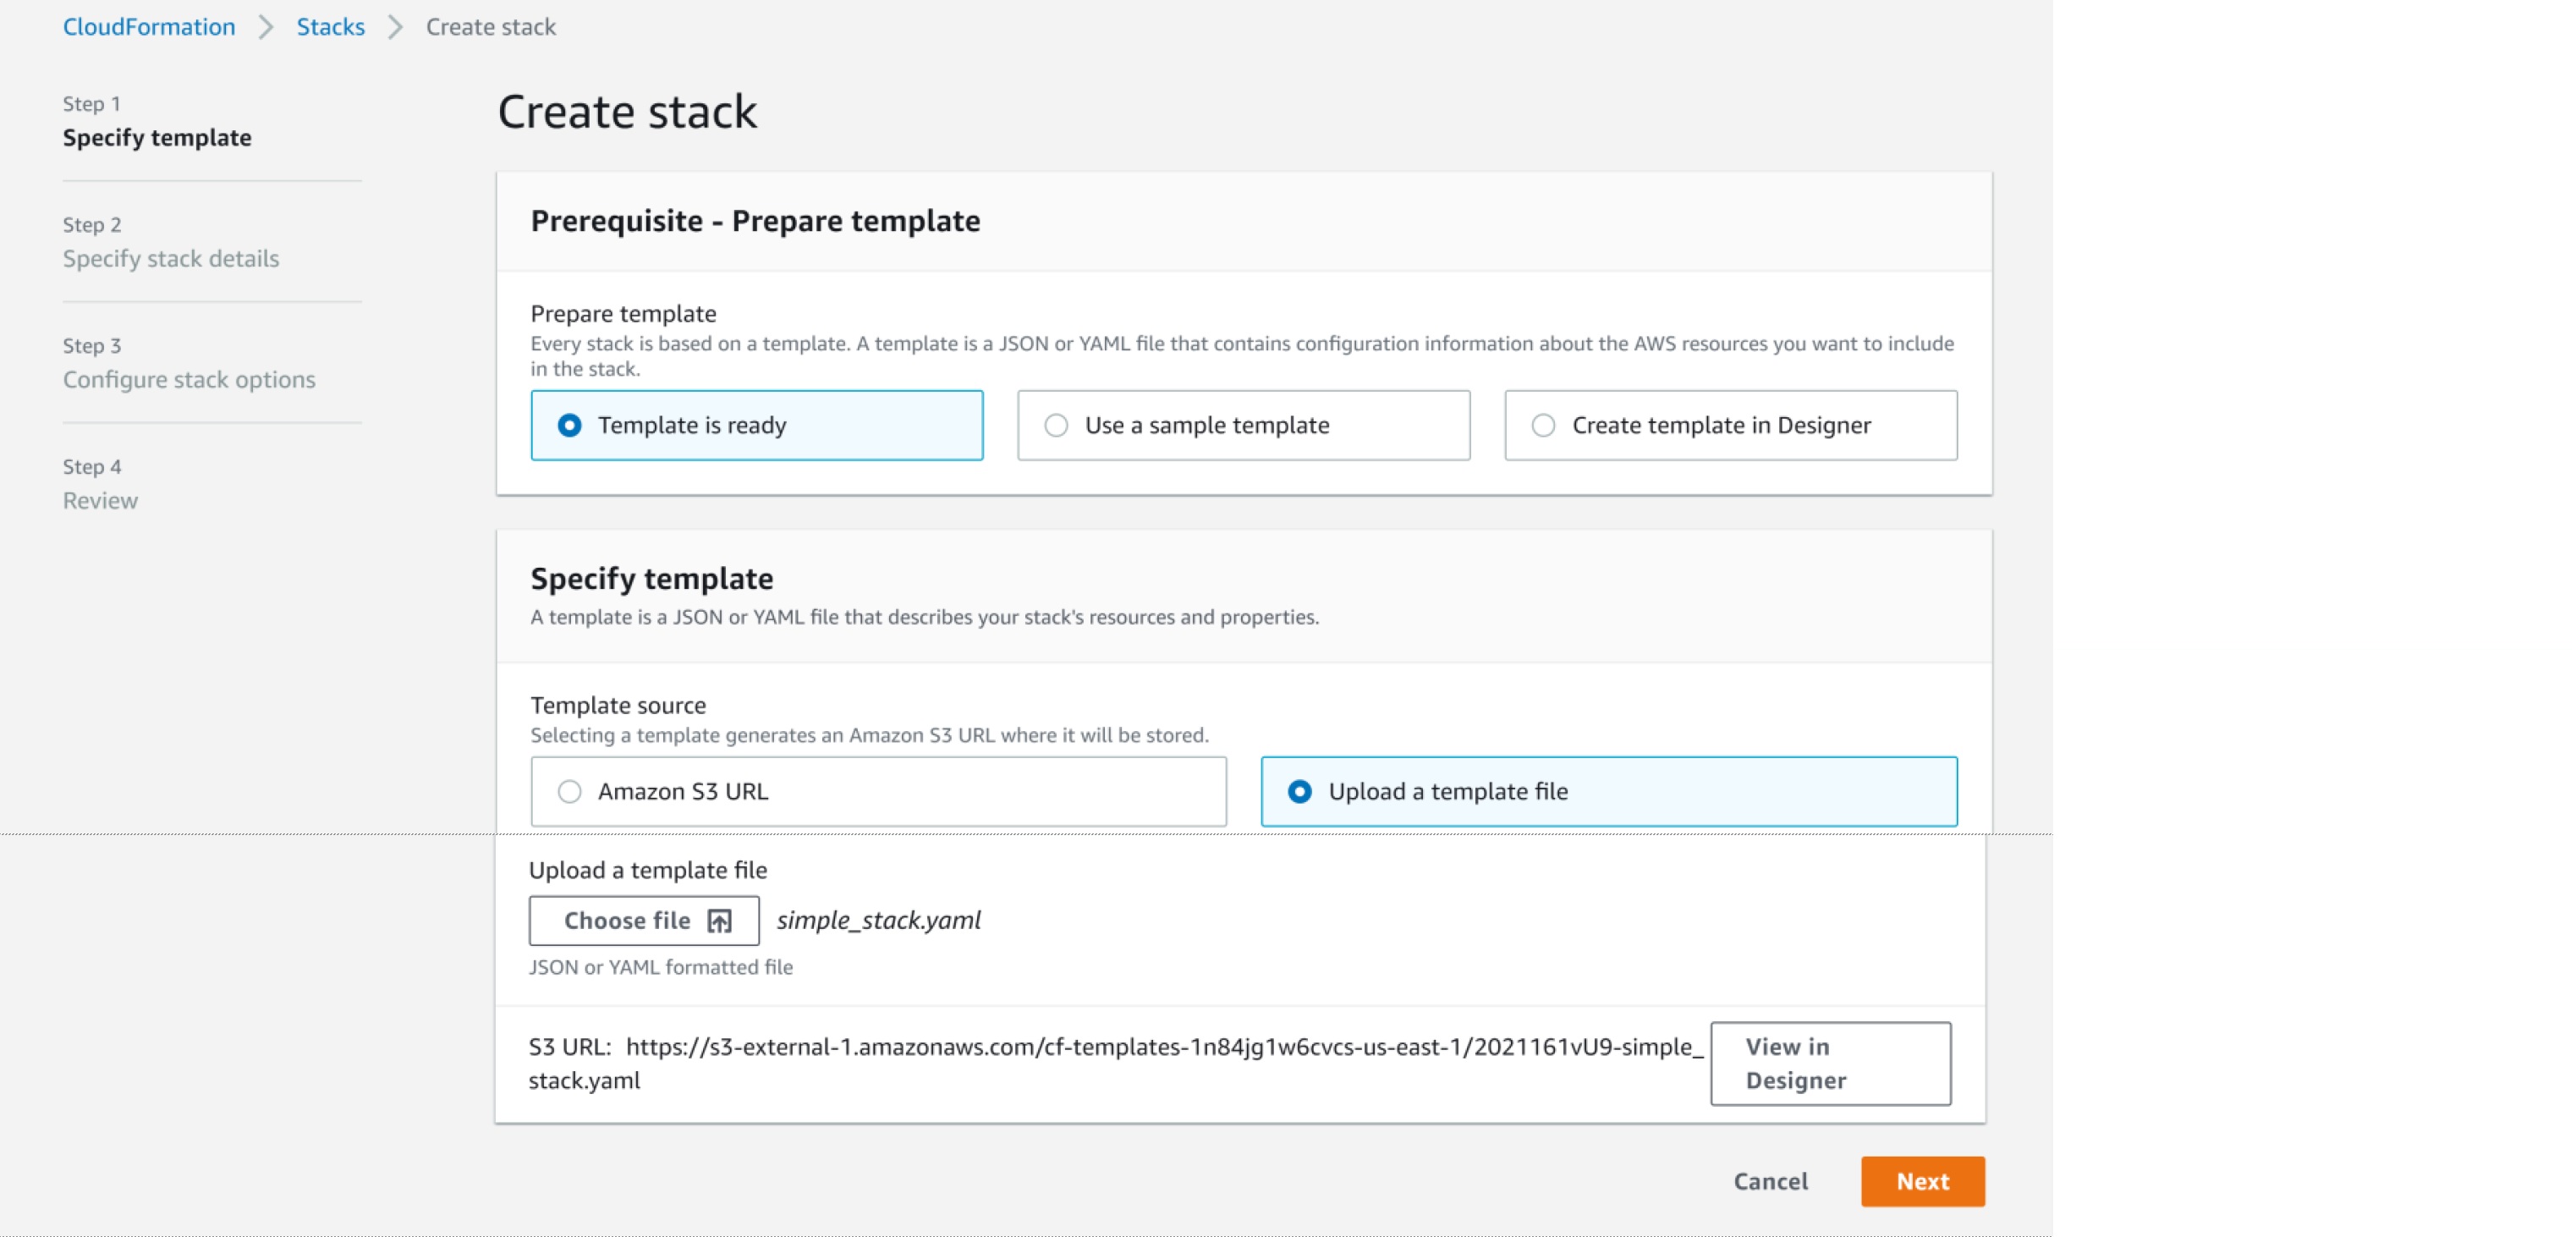 CloudFormation > Stacks > Create stack
Step 1
Specify template
Step 2
Specify stack details
Step 3
Configure stack options
Step 4
Review
Create stack
Prerequisite - Prepare template
Prepare template
Every stack is based on a template. A template is a JSON or YAML file that contains configuration information about the AWS resources you want to include
in the stack.
Template is ready
Use a sample template
Create template in Designer
Specify template
A template is a JSON or YAML file that describes your stack's resources and properties.
Template source
Selecting a template generates an Amazon S3 URL where it will be stored.
Amazon S3 URL
Upload a template file
Upload a template file
Choose file simple_stack.yaml
JSON or YAML formatted file
S3 URL: https://s3-external-1.amazonaws.com/cf-templates-1n84jg1w6cvcs-us-east-1/2021161vU9-simple_
stack.yaml
View in
Designer
Cancel
Next